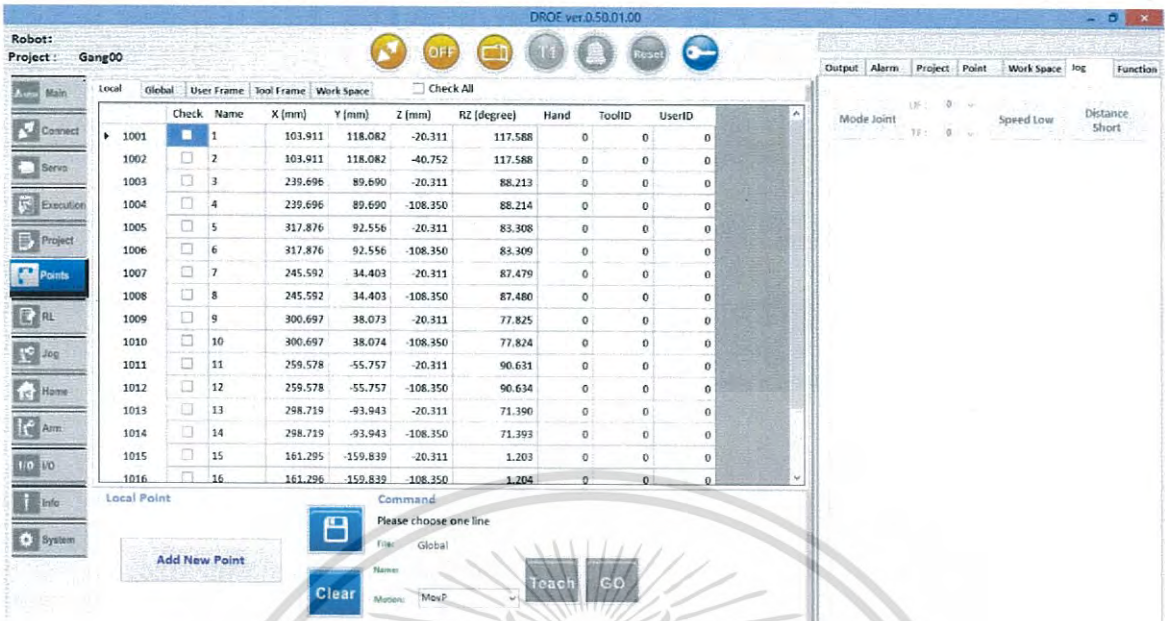 DROE ver.0.50.01.00
Robot:
Project : Gang00
OFF
T1
Reset
Output Alarm Project Point Work Space Jog Function
Main
Connect
Servo
Execution
Project
Points
RL
Jog
Home
Arm
I/O I/O
Info
System
Local Global User Frame Tool Frame Work Space Check All
Check Name X (mm) Y (mm) Z (mm) RZ (degree) Hand ToolID UserID
1001 1 103.911 118.082 -20.311 117.588 0 0 0
1002 2 103.911 118.082 -40.752 117.588 0 0 0
1003 3 239.696 89.690 -20.311 88.213 0 0 0
1004 4 239.696 89.690 -108.350 88.214 0 0 0
1005 5 317.876 92.556 -20.311 83.308 0 0 0
1006 6 317.876 92.556 -108.350 83.309 0 0 0
1007 7 245.592 34.403 -20.311 87.479 0 0 0
1008 8 245.592 34.403 -108.350 87.480 0 0 0
1009 9 300.697 38.073 -20.311 77.825 0 0 0
1010 10 300.697 38.074 -108.350 77.824 0 0 0
1011 11 259.578 -55.757 -20.311 90.631 0 0 0
1012 12 259.578 -55.757 -108.350 90.634 0 0 0
1013 13 298.719 -93.943 -20.311 71.390 0 0 0
1014 14 298.719 -93.943 -108.350 71.393 0 0 0
1015 15 161.295 -159.839 -20.311 1.203 0 0 0
1016 16 161.296 -159.839 -108.350 1.204 0 0 0
Mode Joint
UF: 0
TF: 0
Speed Low
Distance
Short
Local Point
Add New Point
Clear
Command
Please choose one line
File: Global
Name:
Motion: MovP
Teach GO